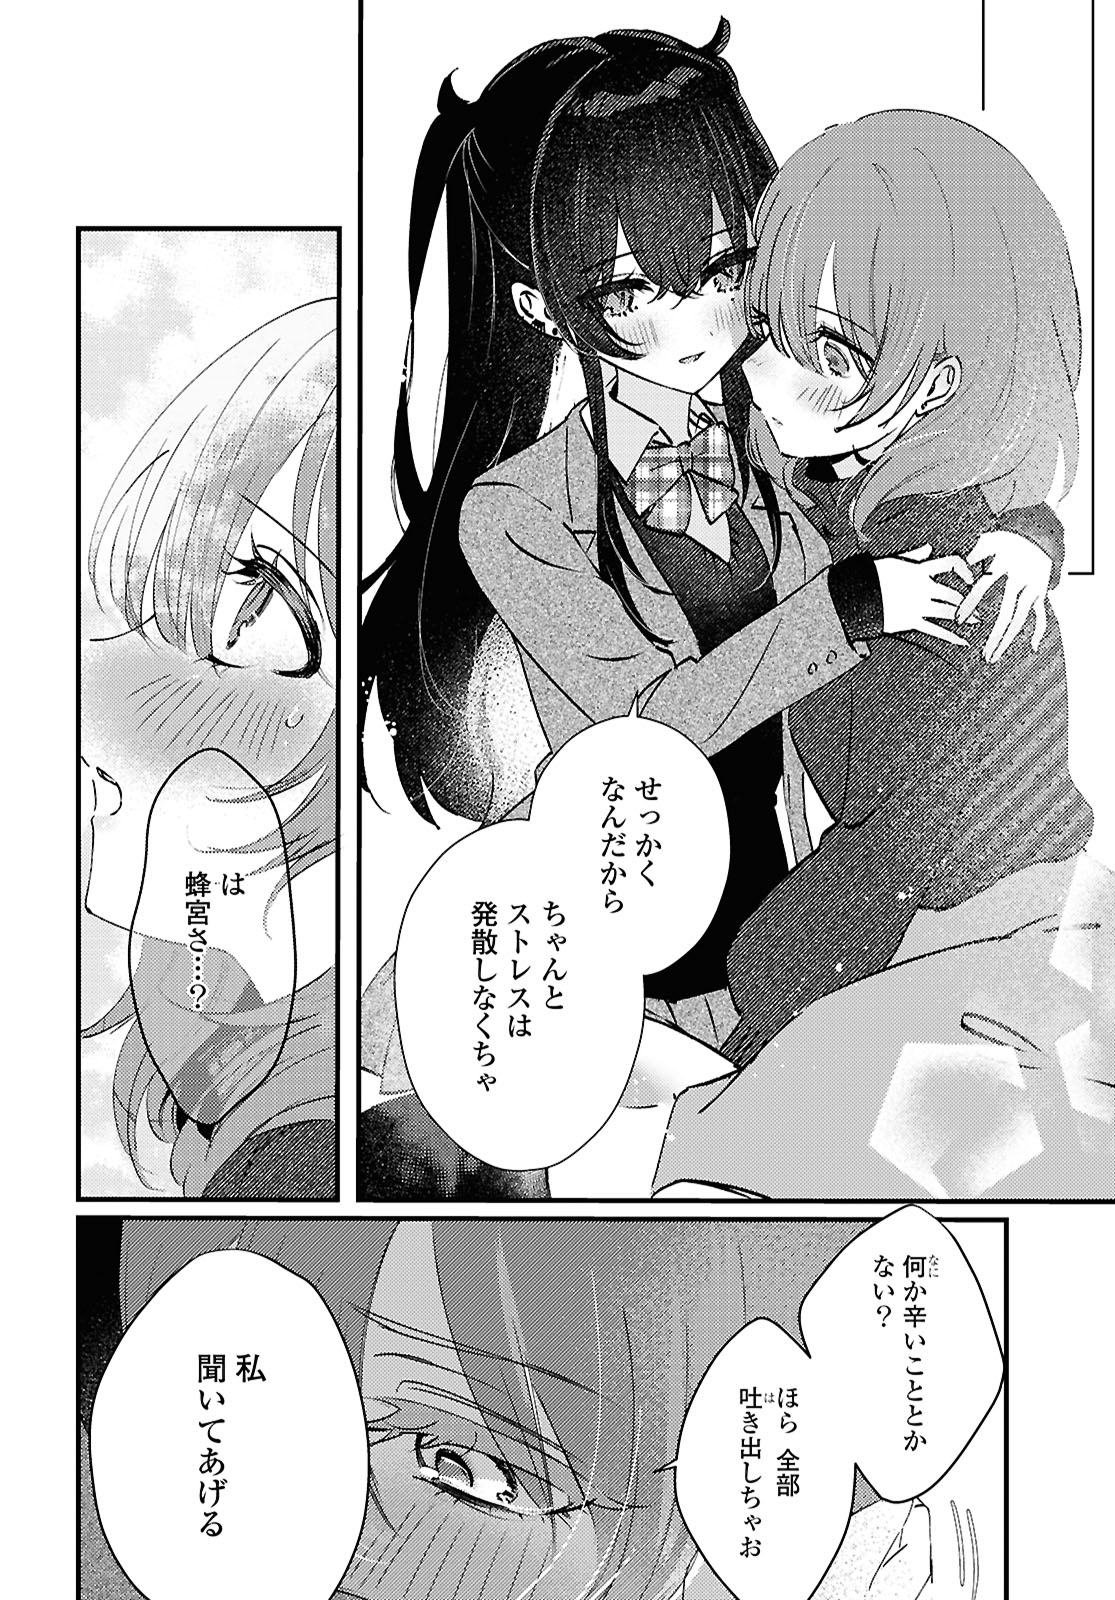 せっかく
なんだから
ちゃんと
ストレスは
発散しなくちゃ
は
蜂宮さ…?
何か辛いこととか
なに
ない?
ほら 全部
吐き出しちゃお
は
私
聞いてあげる